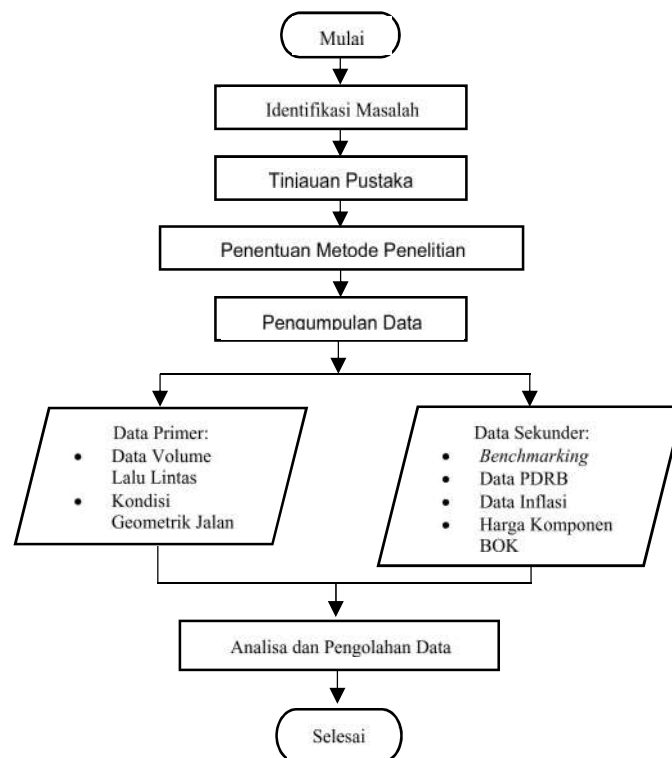 Mulai
Identifikasi Masalah
Tiniauan Pustaka
Penentuan Metode Penelitian
Pengumpulan Data
Data Primer:
• Data Volume
Lalu Lintas
• Kondisi
Geometrik Jalan
Data Sekunder:
• Benchmarking
• Data PDRB
• Data Inflasi
• Harga Komponen
BOK
Analisa dan Pengolahan Data
Selesai